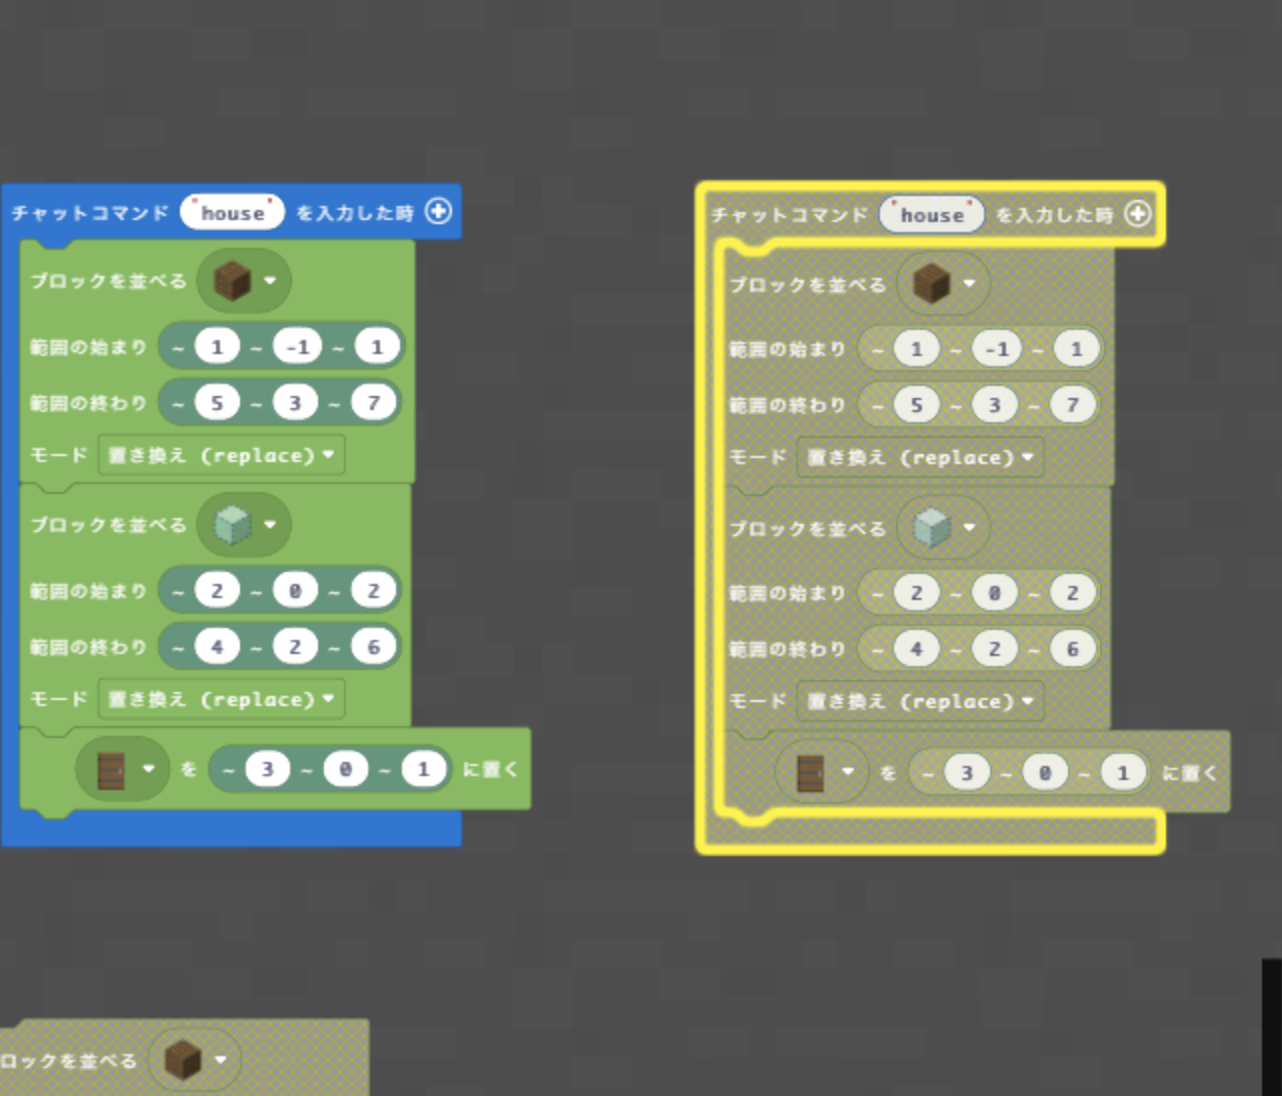 チャットコマンド "house" を入力した時
ブロックを並べる
範囲の始まり ~ 1 ~ -1 ~ 1
範囲の終わり ~ 5 ~ 3 ~ 7
モード 置き換え (replace)
ブロックを並べる
範囲の始まり ~ 2 ~ 0 ~ 2
範囲の終わり ~ 4 ~ 2 ~ 6
モード 置き換え (replace)
を ~ 3 ~ 0 ~ 1 に置く
チャットコマンド "house" を入力した時
ブロックを並べる
範囲の始まり ~ 1 ~ -1 ~ 1
範囲の終わり ~ 5 ~ 3 ~ 7
モード 置き換え (replace)
ブロックを並べる
範囲の始まり ~ 2 ~ 0 ~ 2
範囲の終わり ~ 4 ~ 2 ~ 6
モード 置き換え (replace)
を ~ 3 ~ 0 ~ 1 に置く
ロックを並べる